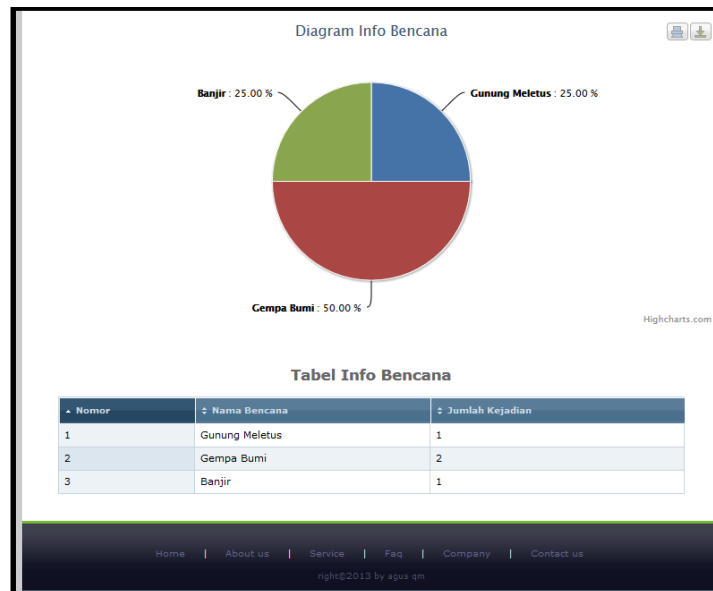 Diagram Info Bencana
Banjir : 25.00 %
Gunung Meletus : 25.00 %
Gempa Bumi : 50.00 %
Highcharts.com
Tabel Info Bencana
Nomor Nama Bencana Jumlah Kejadian
1 Gunung Meletus 1
2 Gempa Bumi 2
3 Banjir 1
Home | About us | Service | Faq | Company | Contact us
right©2013 by agus qm